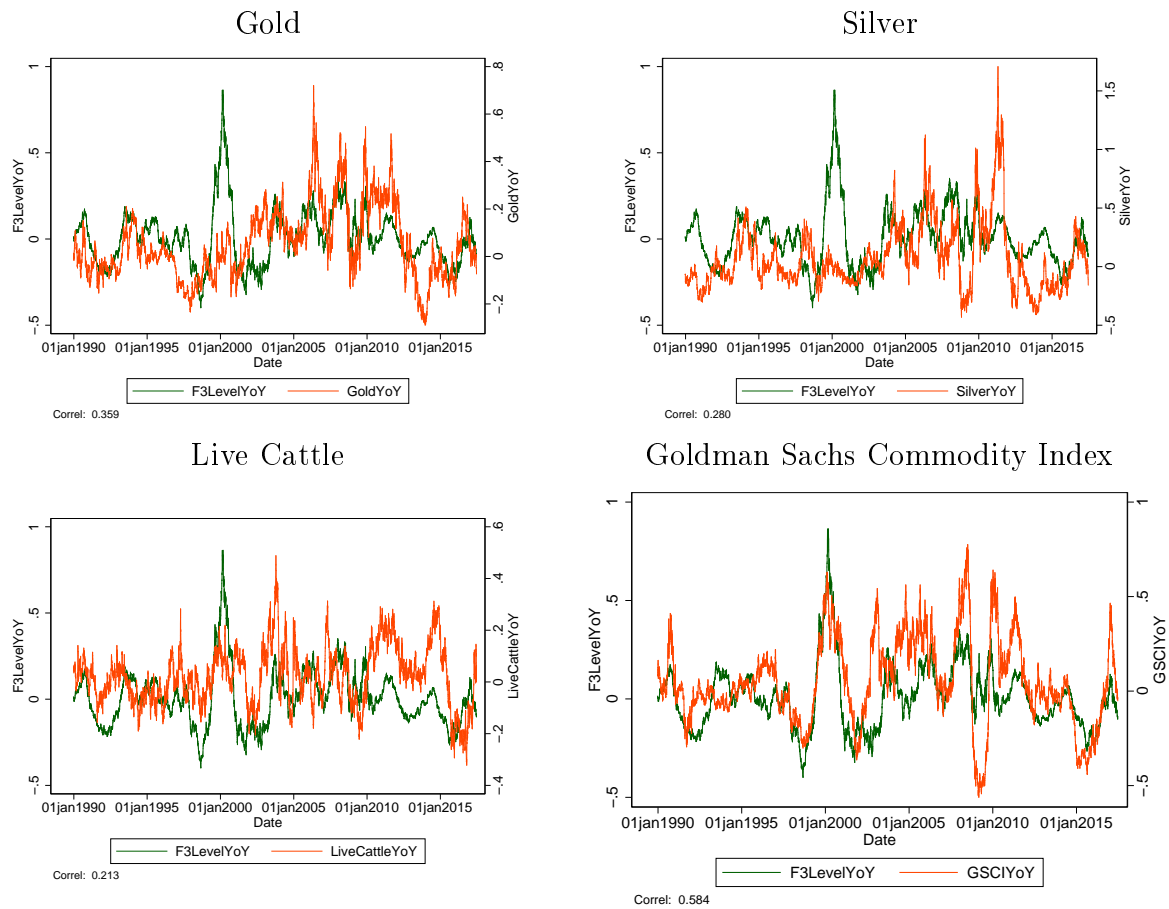 Gold
1
.5
0
-.5
F3LevelYoY
.8
.6
.4
.2
0
-.2
GoldYoY
01jan1990 01jan1995 01jan2000 01jan2005 01jan2010 01jan2015
Date
F3LevelYoY GoldYoY
Correl: 0.359
Silver
1
.5
0
-.5
F3LevelYoY
1.5
1
.5
0
-.5
SilverYoY
01jan1990 01jan1995 01jan2000 01jan2005 01jan2010 01jan2015
Date
F3LevelYoY SilverYoY
Correl: 0.280
Live Cattle
1
.5
0
-.5
F3LevelYoY
.6
.4
.2
0
-.2
-.4
LiveCattleYoY
01jan1990 01jan1995 01jan2000 01jan2005 01jan2010 01jan2015
Date
F3LevelYoY LiveCattleYoY
Correl: 0.213
Goldman Sachs Commodity Index
1
.5
0
-.5
F3LevelYoY
1
.5
0
-.5
GSCIYoY
01jan1990 01jan1995 01jan2000 01jan2005 01jan2010 01jan2015
Date
F3LevelYoY GSCIYoY
Correl: 0.584